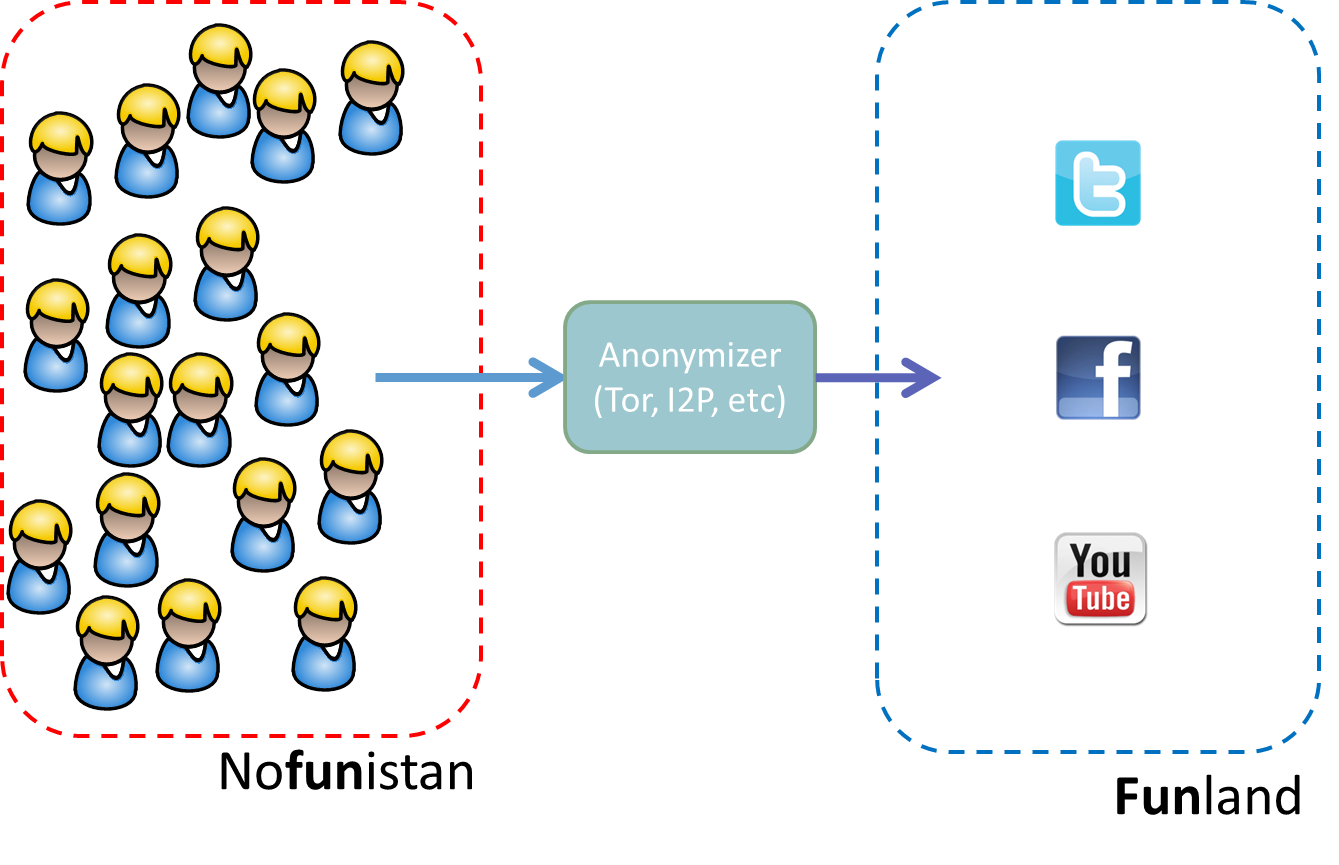 Anonymizer
(Tor, I2P, etc)
t
f
You
Tube
Nofunistan
Funland